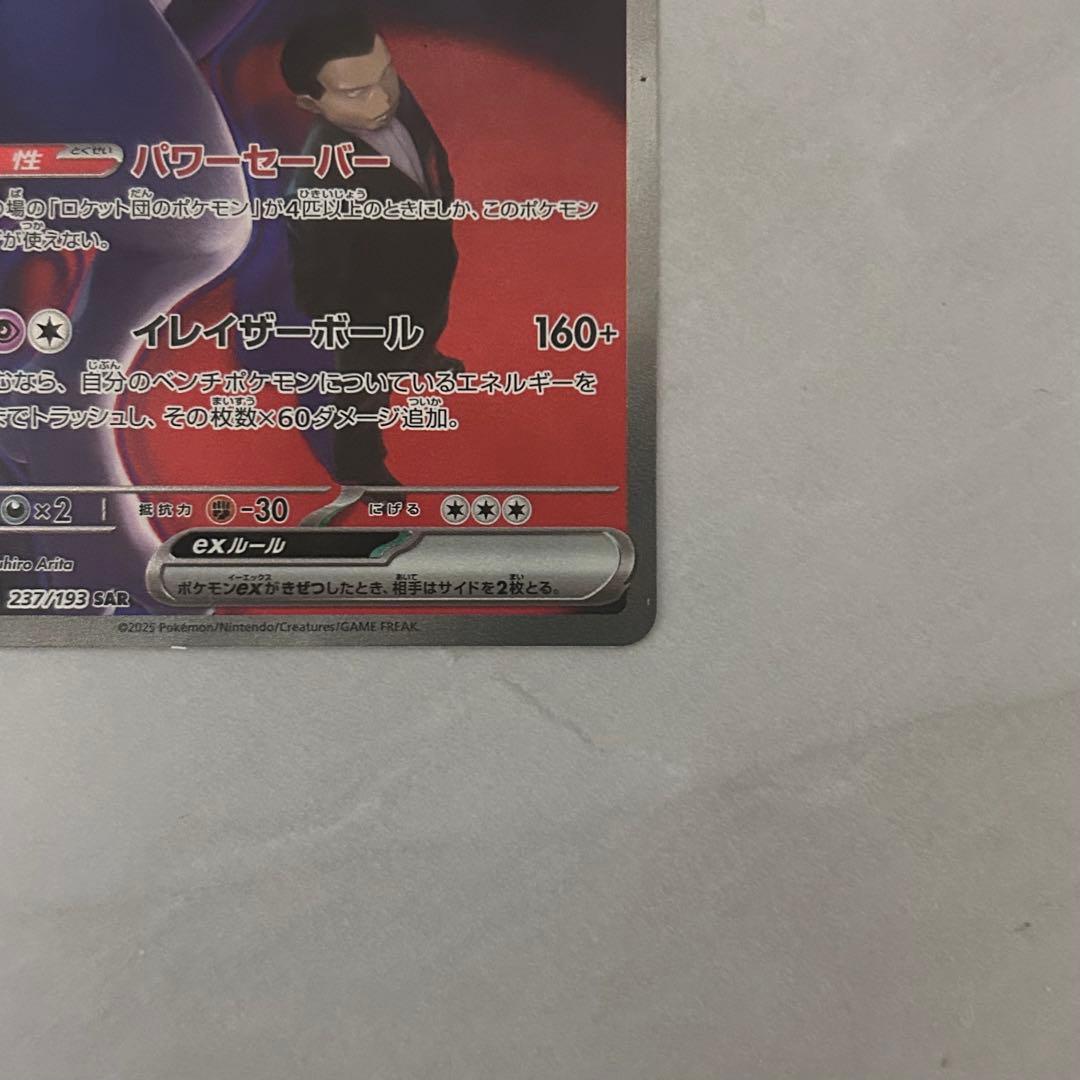 性 とくせい パワーセーバー
の場の「ロケット団のポケモン」が4匹以上のときにしか、このポケモン
が使えない。
イレイザーボール 160+
むなら、自分のベンチポケモンについているエネルギーを
までトラッシュし、その枚数×60ダメージ追加。
×2 抵抗力 -30 にげる
exルール
ポケモンexがきぜつしたとき、相手はサイドを2枚とる。
uhiro Arita
237/193 SAR
©2025 Pokémon/Nintendo/Creatures/GAME FREAK.